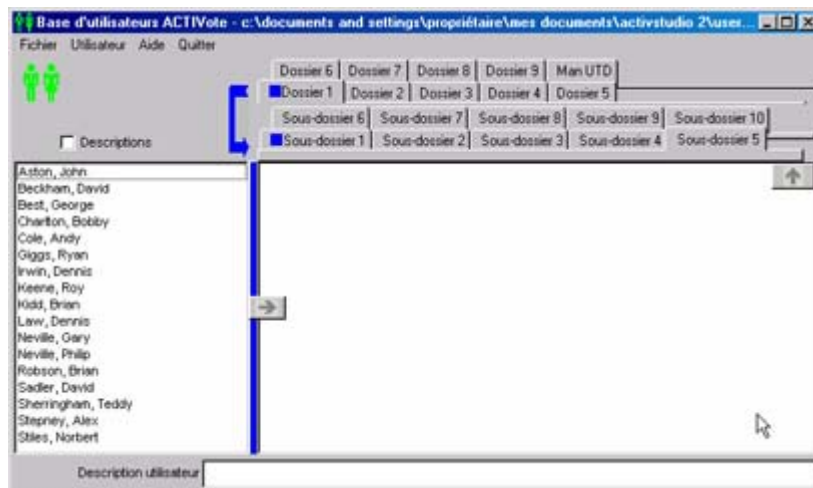 Base d'utilisateurs ACTIVote - c:\documents and settings\propriétaire\mes documents\activstudio 2\user...
Fichier Utilisateur Aide Quitter
Dossier 6 Dossier 7 Dossier 8 Dossier 9 Man UTD
Dossier 1 Dossier 2 Dossier 3 Dossier 4 Dossier 5
Sous-dossier 6 Sous-dossier 7 Sous-dossier 8 Sous-dossier 9 Sous-dossier 10
Descriptions
Sous-dossier 1 Sous-dossier 2 Sous-dossier 3 Sous-dossier 4 Sous-dossier 5
Aston, John
Beckham, David
Best, George
Charlton, Bobby
Cole, Andy
Giggs, Ryan
Irwin, Dennis
Keene, Roy
Kidd, Brian
Law, Dennis
Neville, Gary
Neville, Philip
Robson, Brian
Sadler, David
Sherringham, Teddy
Stepney, Alex
Stiles, Norbert
Description utilisateur